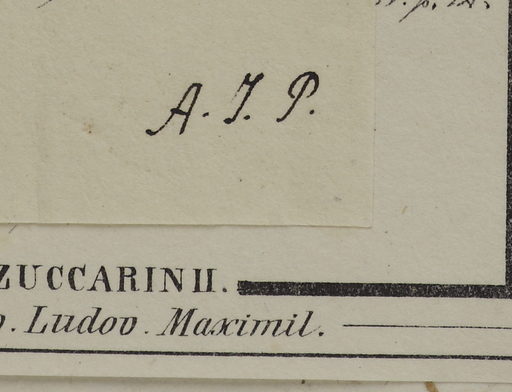 A. J. P.
ZUCCARINII.
. Ludov. Maximil.